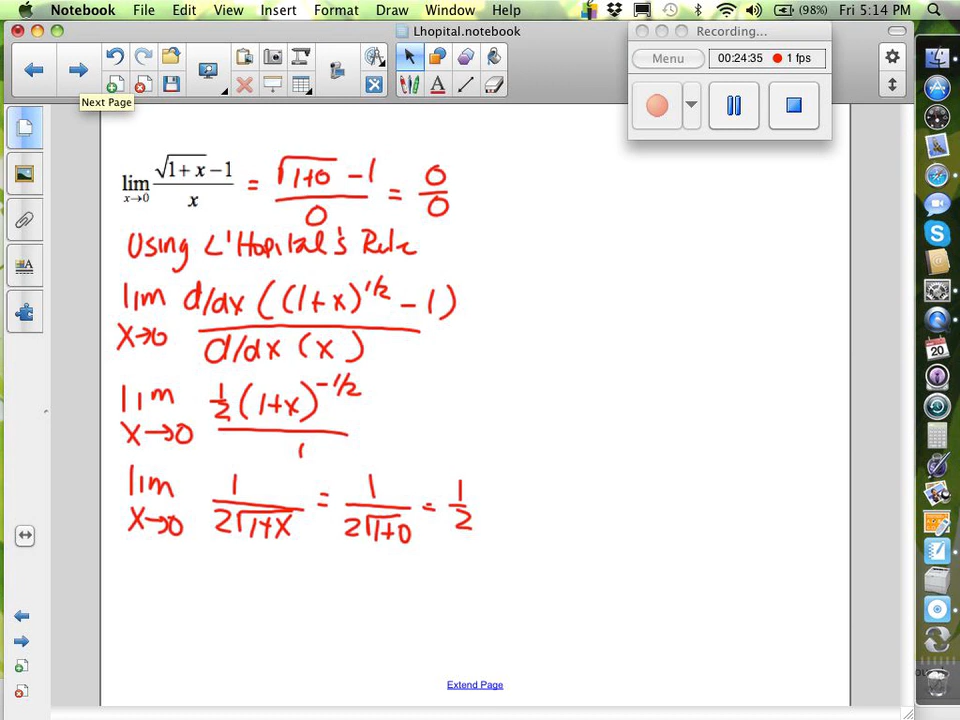 Notebook File Edit View Insert Format Draw Window Help (98%) Fri 5:14 PM
Lhopital.notebook
Recording...
Menu 00:24:35 1 fps
Next Page
lim x→0 (√(1+x) −1)/x = (√(1+0) −1)/0 = 0/0
Using L'Hopital's Rule
lim x→0 d/dx ((1+x)^1/2 −1) / d/dx (x)
lim x→0 1/2 (1+x)^−1/2 / 1
lim x→0 1/(2√(1+x)) = 1/(2√(1+0)) = 1/2
20
Extend Page